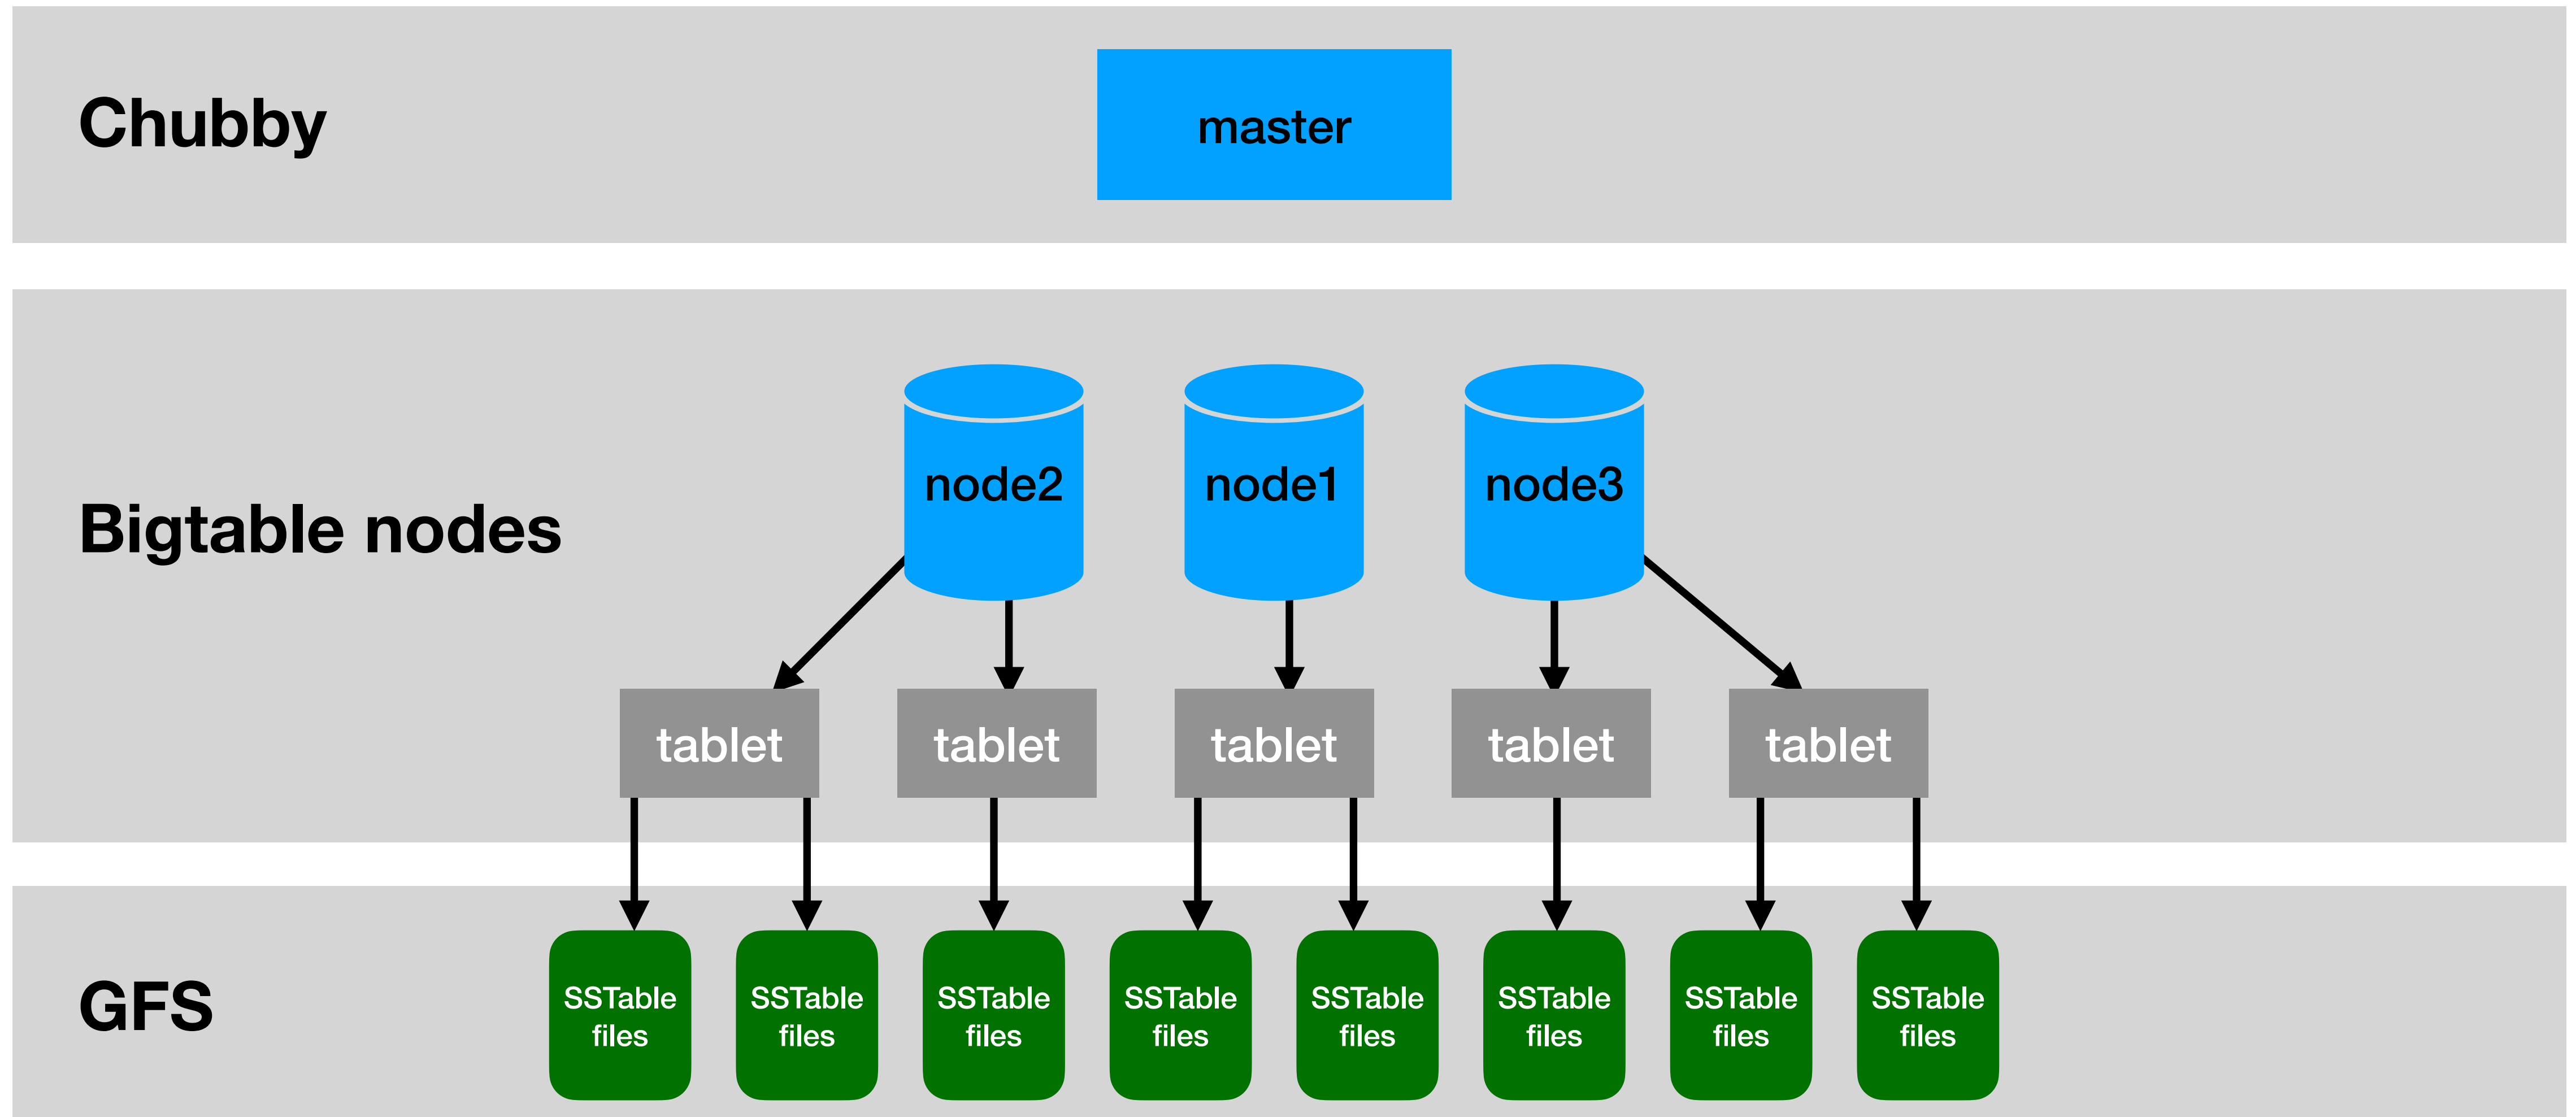 Chubby
master
Bigtable nodes
node2
node1
node3
tablet
tablet
tablet
tablet
tablet
GFS
SSTable
files
SSTable
files
SSTable
files
SSTable
files
SSTable
files
SSTable
files
SSTable
files
SSTable
files